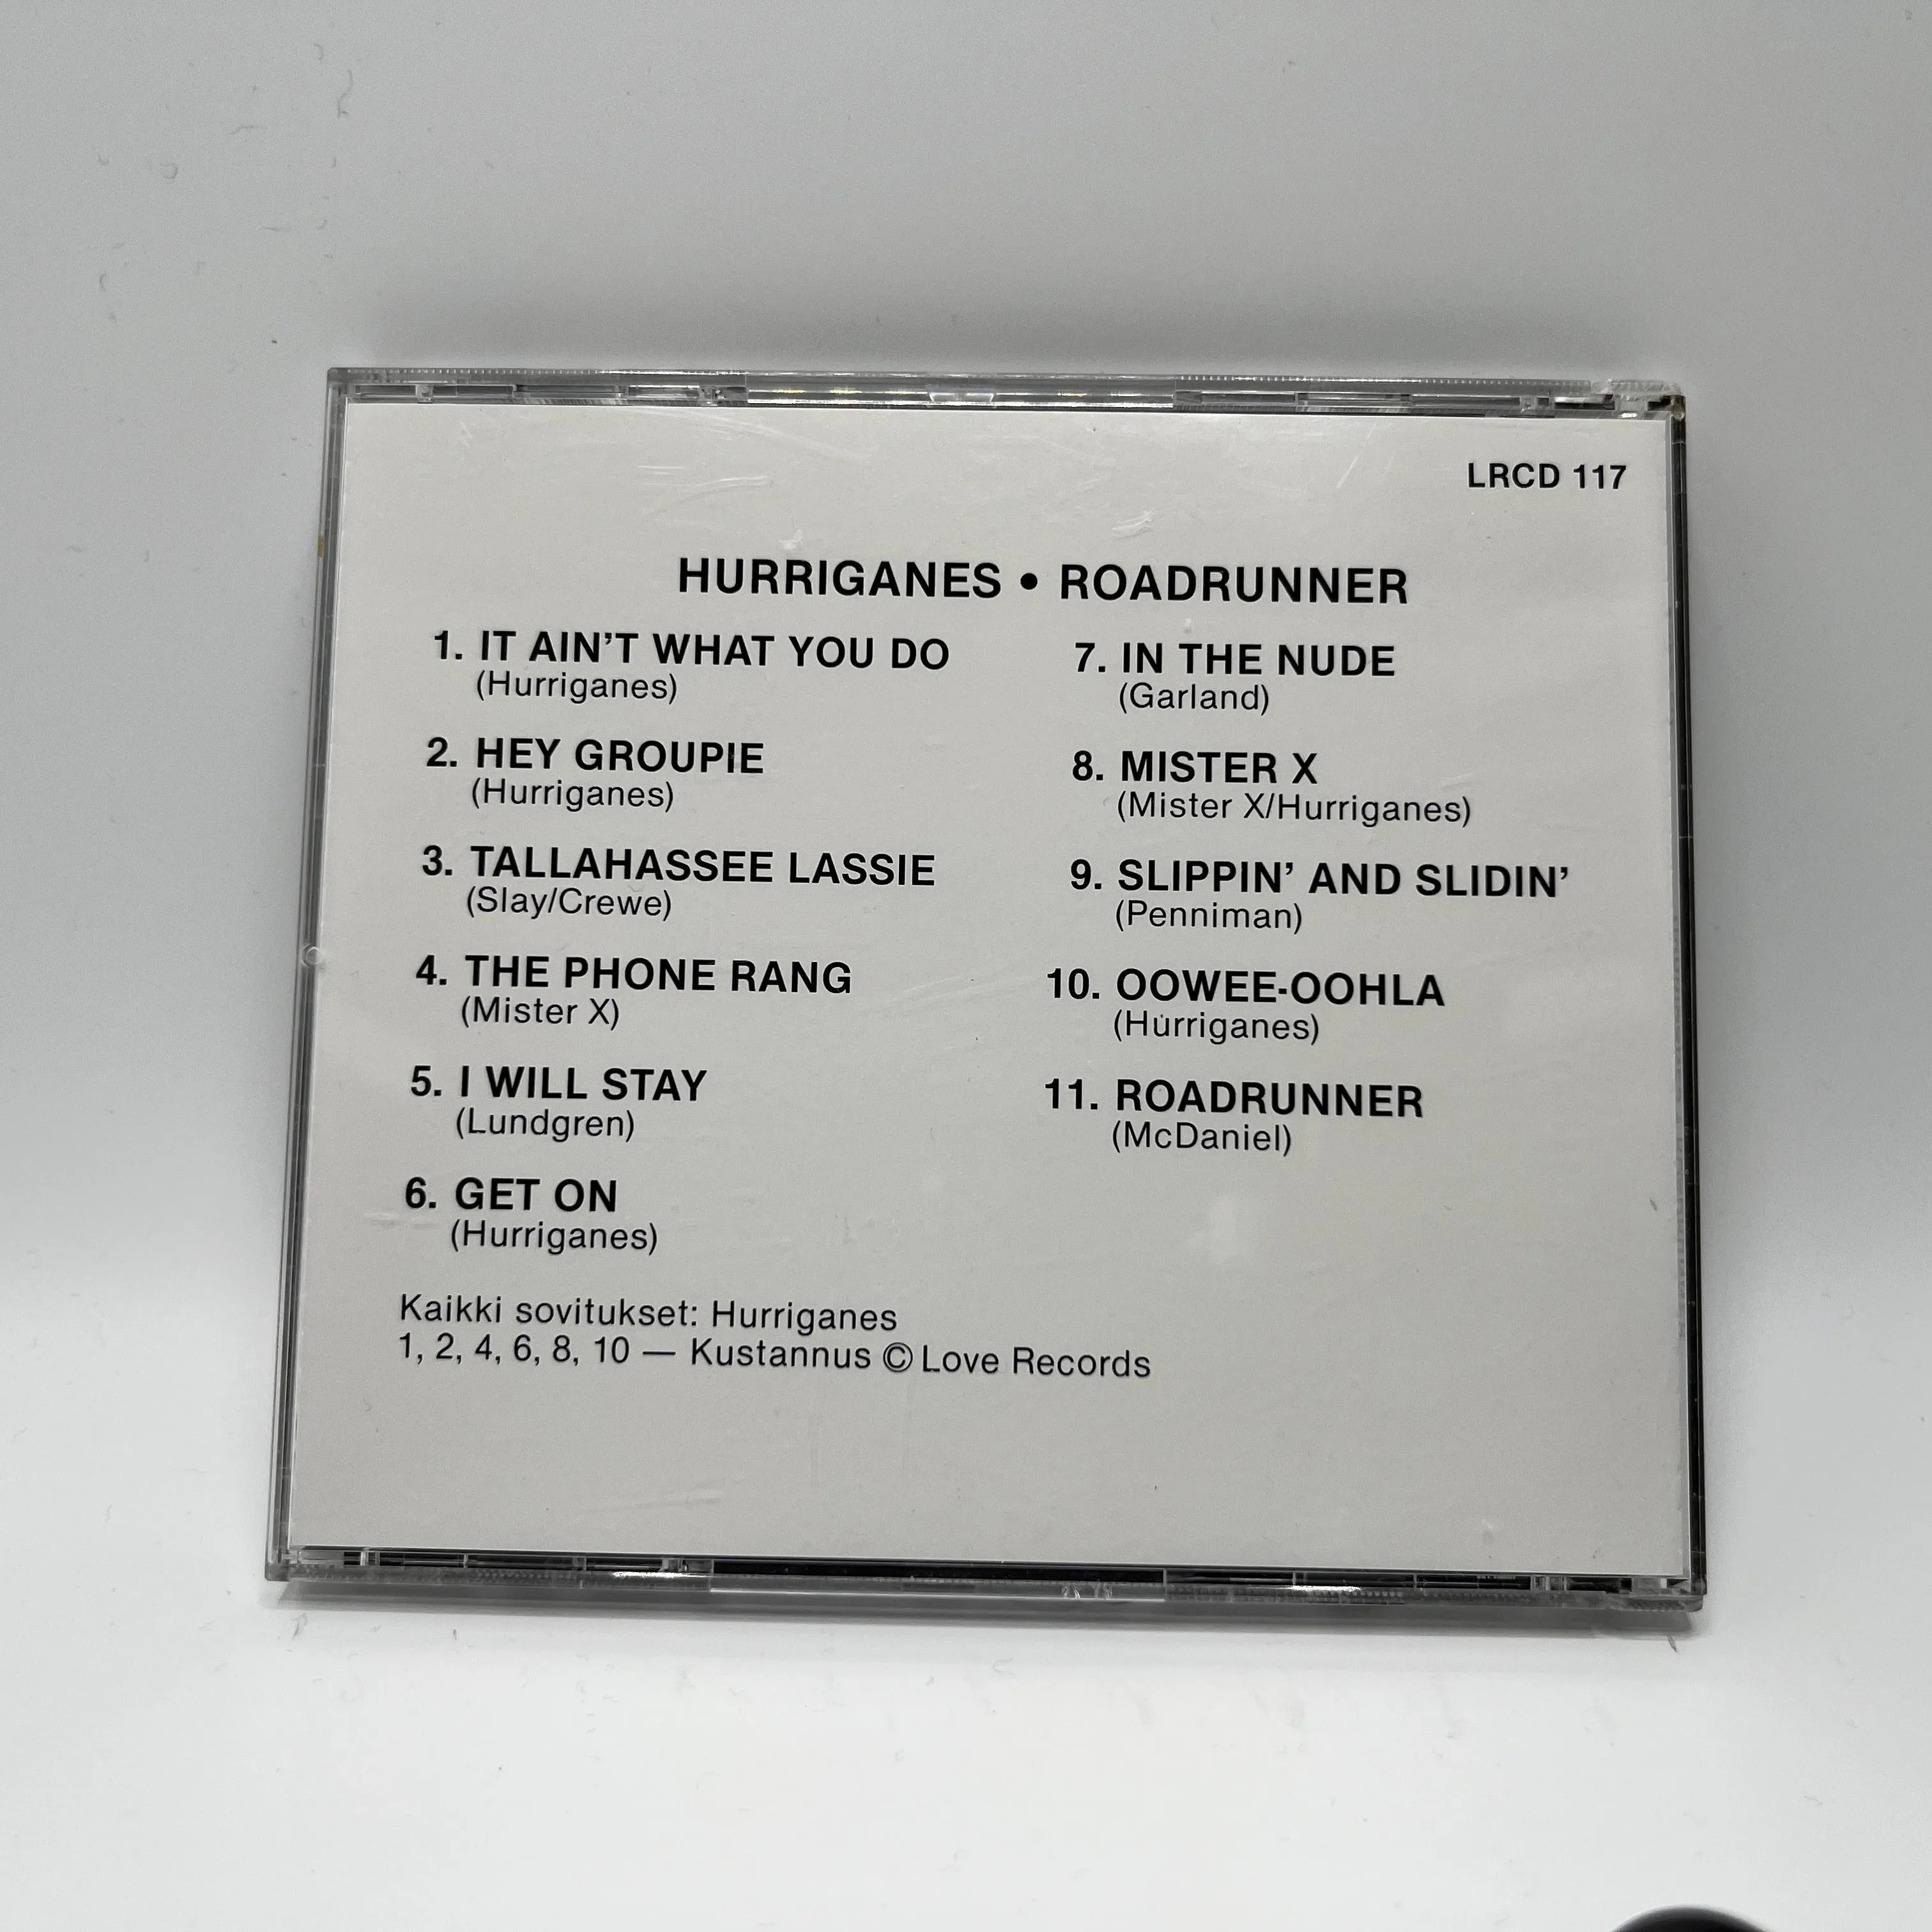 LRCD 117
HURRIGANES • ROADRUNNER
1. IT AIN’T WHAT YOU DO
(Hurriganes)
2. HEY GROUPIE
(Hurriganes)
3. TALLAHASSEE LASSIE
(Slay/Crewe)
4. THE PHONE RANG
(Mister X)
5. I WILL STAY
(Lundgren)
6. GET ON
(Hurriganes)
7. IN THE NUDE
(Garland)
8. MISTER X
(Mister X/Hurriganes)
9. SLIPPIN’ AND SLIDIN’
(Penniman)
10. OOWEE-OOHLA
(Hurriganes)
11. ROADRUNNER
(McDaniel)
Kaikki sovitukset: Hurriganes
1, 2, 4, 6, 8, 10 — Kustannus © Love Records